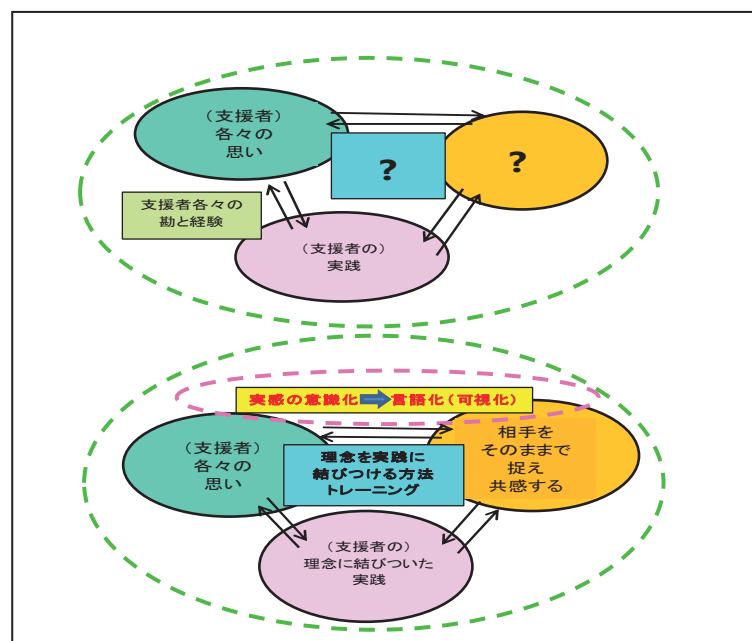 （支援者）
各々の
思い
?
?
支援者各々の
勘と経験
（支援者の）
実践
実感の意識化
言語化(可視化)
（支援者）
各々の
思い
理念を実践に
結びつける方法
トレーニング
相手を
そのままで
捉え
共感する
（支援者の）
理念に結びついた
実践